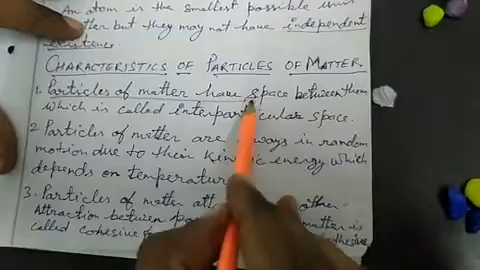 An atom is the smallest possible unit
but they may not have independent
existence
CHARACTERISTICS OF PARTICLES OF MATTER.
1. Particles of matter have space between them
which is called interparticular space.
2 Particles of matter are always in random
motion due to their Kinetic energy which
depends on temperature
3. Particles of matter other
Attraction between matter is
called cohesive